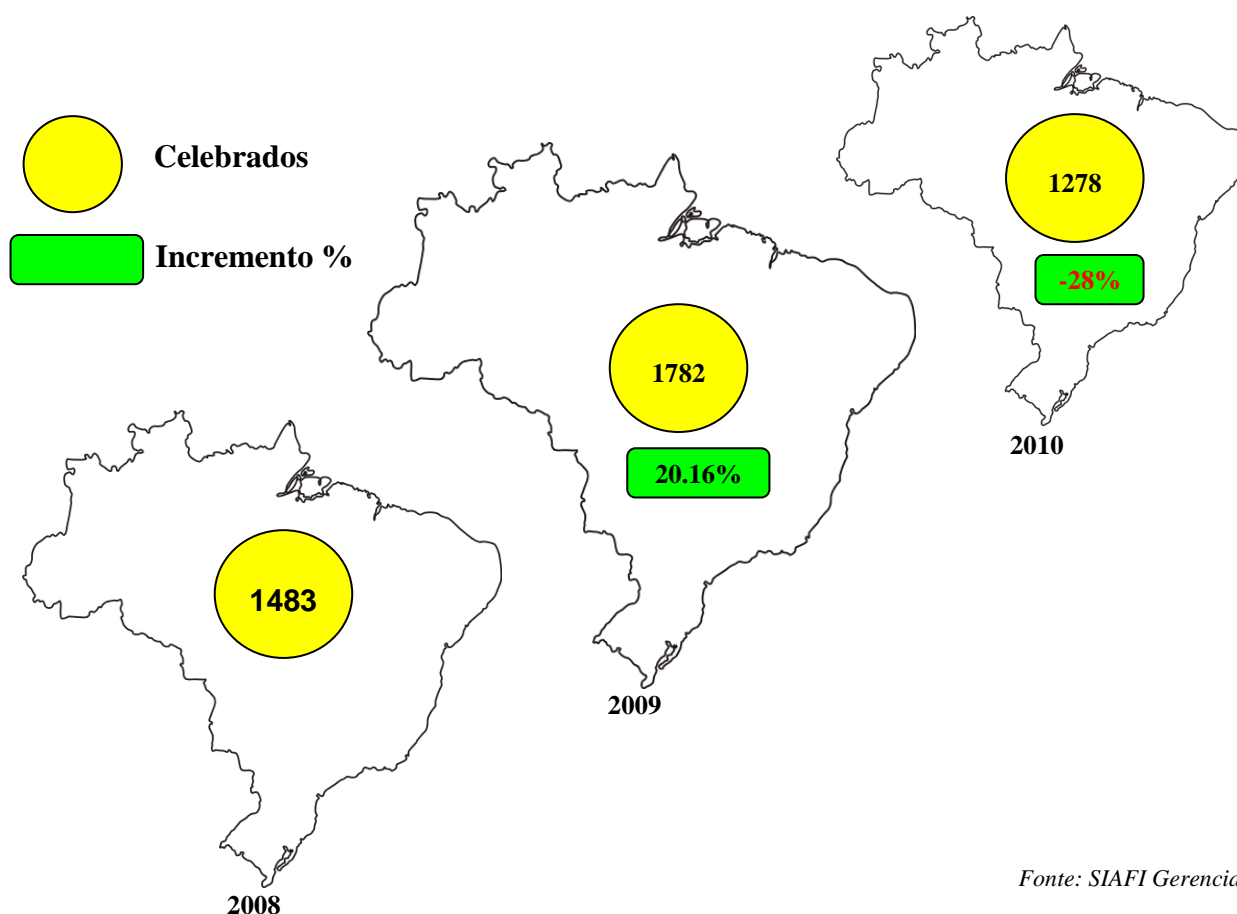 Celebrados
Incremento %
1278
-28%
2010
1782
20.16%
2009
1483
2008
Fonte: SIAFI Gerencia